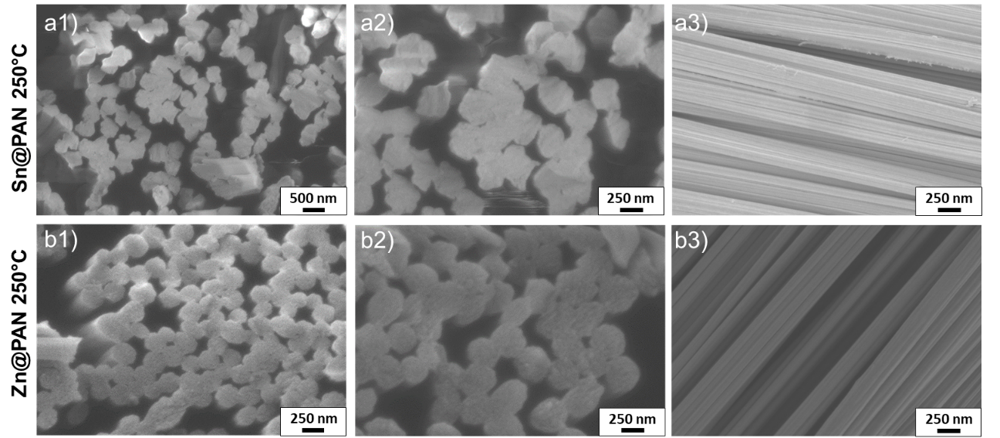 Sn@PAN 250°C
a1)
500 nm
a2)
250 nm
a3)
250 nm
Zn@PAN 250°C
b1)
250 nm
b2)
250 nm
b3)
250 nm